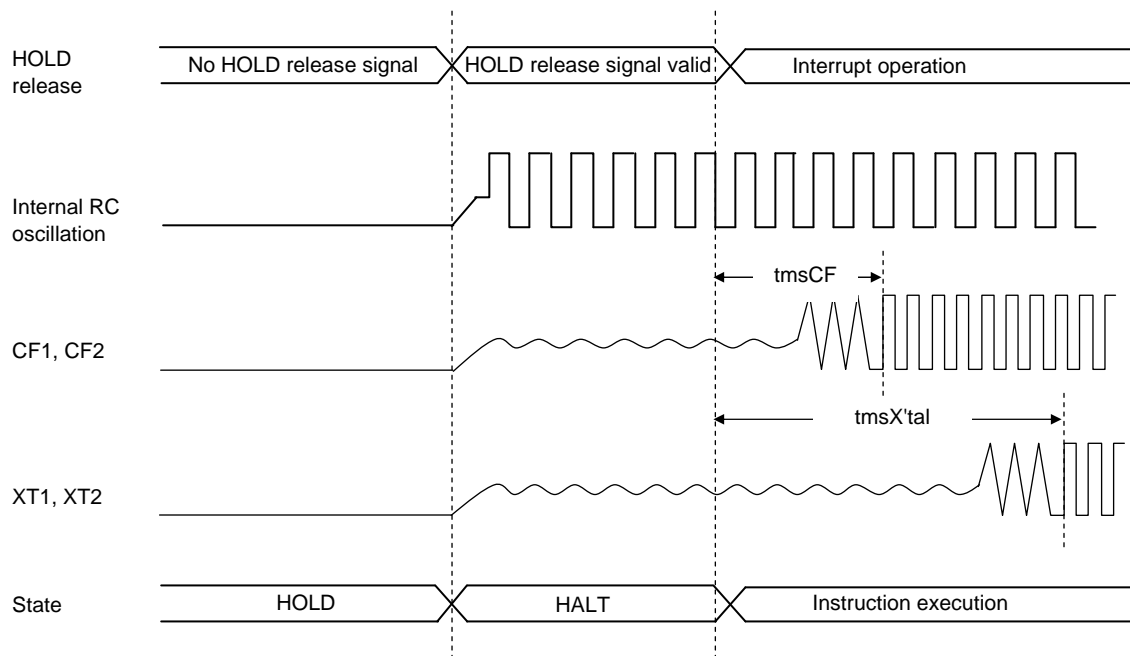 HOLD
release
No HOLD release signal
HOLD release signal valid
Interrupt operation
Internal RC
oscillation
tmsCF
CF1, CF2
tmsX'tal
XT1, XT2
State
HOLD
HALT
Instruction execution